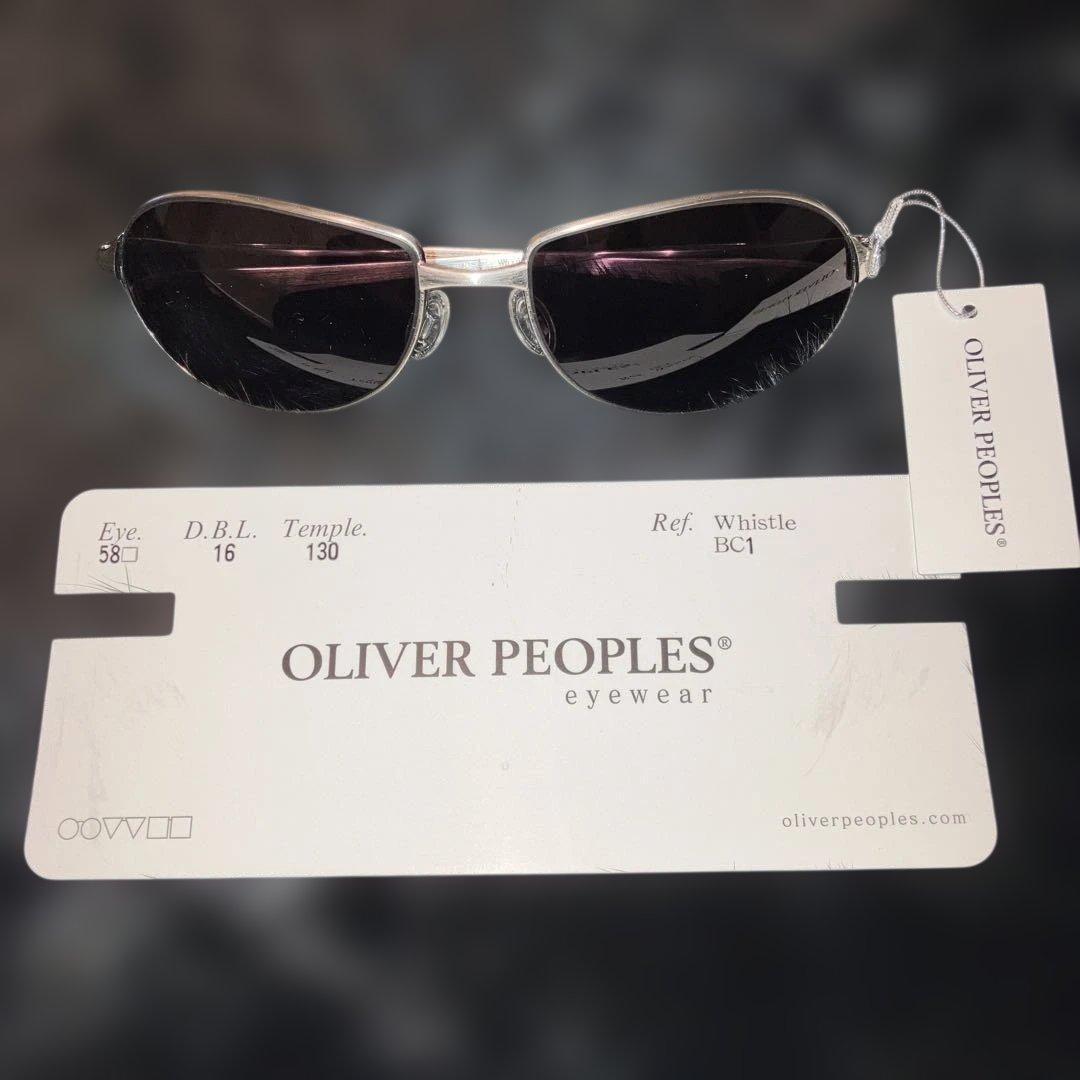 OLIVER PEOPLES®
Eye. D.B.L. Temple. Ref. Whistle
58□ 16 130 BC1
OLIVER PEOPLES®
eyewear
oliverpeoples.com